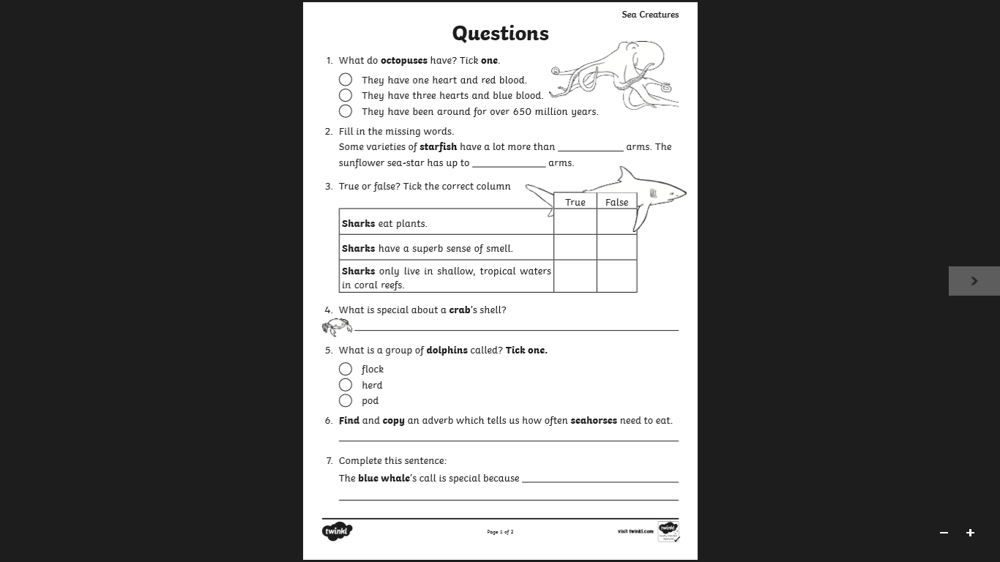 Sea Creatures
Questions
1. What do octopuses have? Tick one.
They have one heart and red blood.
They have three hearts and blue blood.
They have been around for over 650 million years.
2. Fill in the missing words.
Some varieties of starfish have a lot more than ____________ arms. The
sunflower sea-star has up to _____________ arms.
3. True or false? Tick the correct column
True False
Sharks eat plants.
Sharks have a superb sense of smell.
Sharks only live in shallow, tropical waters
in coral reefs.
4. What is special about a crab's shell?
5. What is a group of dolphins called? Tick one.
flock
herd
pod
6. Find and copy an adverb which tells us how often seahorses need to eat.
7. Complete this sentence:
The blue whale's call is special because
twinkl
Page 1 of 2
visit twinkl.com
twinkl